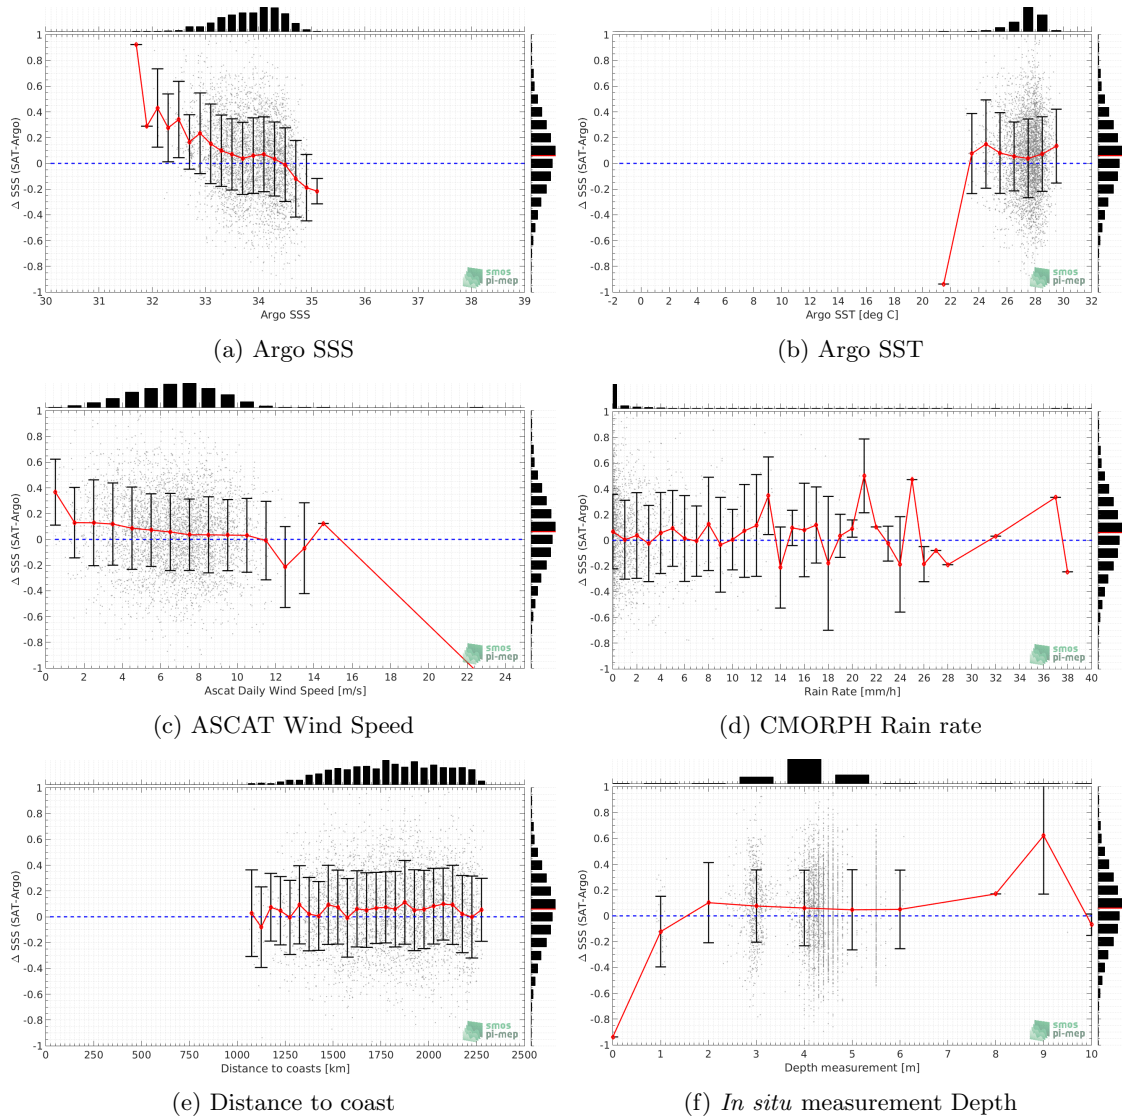 1
0.8
0.6
0.4
0.2
0
-0.2
-0.4
-0.6
-0.8
-1
Δ SSS (SAT-Argo)
smos
pi-mep
30 31 32 33 34 35 36 37 38 39
Argo SSS
(a) Argo SSS
1
0.8
0.6
0.4
0.2
0
-0.2
-0.4
-0.6
-0.8
-1
Δ SSS (SAT-Argo)
smos
pi-mep
-2 0 2 4 6 8 10 12 14 16 18 20 22 24 26 28 30 32
Argo SST [deg C]
(b) Argo SST
1
0.8
0.6
0.4
0.2
0
-0.2
-0.4
-0.6
-0.8
-1
Δ SSS (SAT-Argo)
smos
pi-mep
0 2 4 6 8 10 12 14 16 18 20 22 24
Ascat Daily Wind Speed [m/s]
(c) ASCAT Wind Speed
1
0.8
0.6
0.4
0.2
0
-0.2
-0.4
-0.6
-0.8
-1
Δ SSS (SAT-Argo)
smos
pi-mep
0 2 4 6 8 10 12 14 16 18 20 22 24 26 28 30 32 34 36 38 40
Rain Rate [mm/h]
(d) CMORPH Rain rate
1
0.8
0.6
0.4
0.2
0
-0.2
-0.4
-0.6
-0.8
-1
Δ SSS (SAT-Argo)
smos
pi-mep
0 250 500 750 1000 1250 1500 1750 2000 2250 2500
Distance to coasts [km]
(e) Distance to coast
1
0.8
0.6
0.4
0.2
0
-0.2
-0.4
-0.6
-0.8
-1
Δ SSS (SAT-Argo)
smos
pi-mep
0 1 2 3 4 5 6 7 8 9 10
Depth measurement [m]
(f) In situ measurement Depth